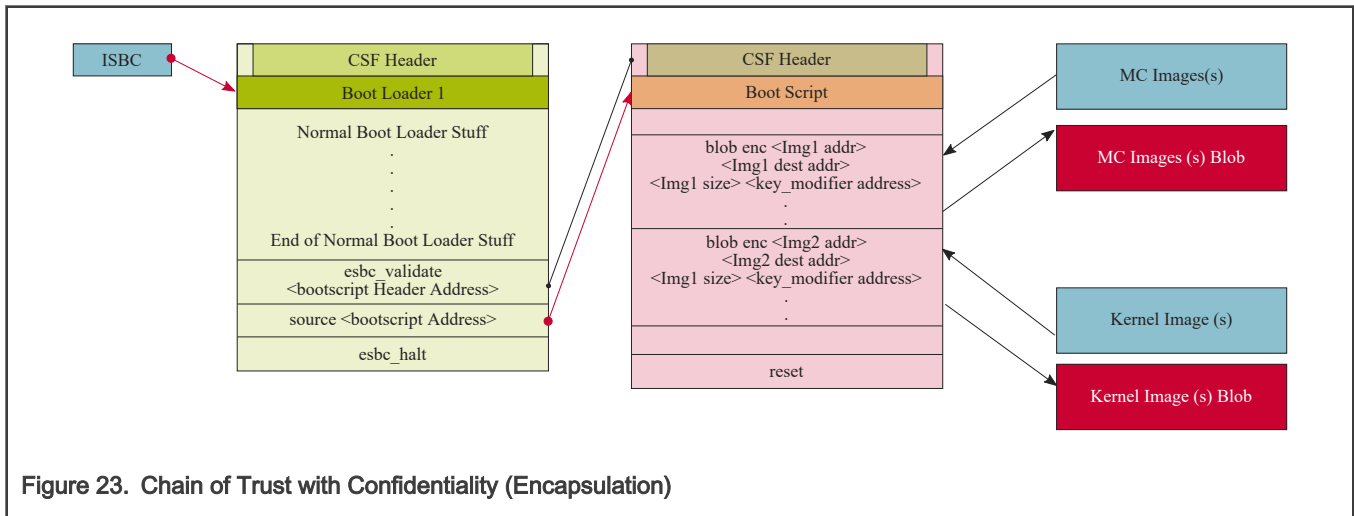 ISBC
CSF Header
Boot Loader 1
Normal Boot Loader Stuff
.
.
.
.
.
End of Normal Boot Loader Stuff
esbc_validate
<bootscript Header Address>
source <bootscript Address>
esbc_halt
CSF Header
Boot Script
blob enc <Img1 addr>
<Img1 dest addr>
<Img1 size> <key_modifier address>
.
.
blob enc <Img2 addr>
<Img2 dest addr>
<Img1 size> <key_modifier address>
.
.
reset
MC Images(s)
MC Images (s) Blob
Kernel Image (s)
Kernel Image (s) Blob
Figure 23. Chain of Trust with Confidentiality (Encapsulation)